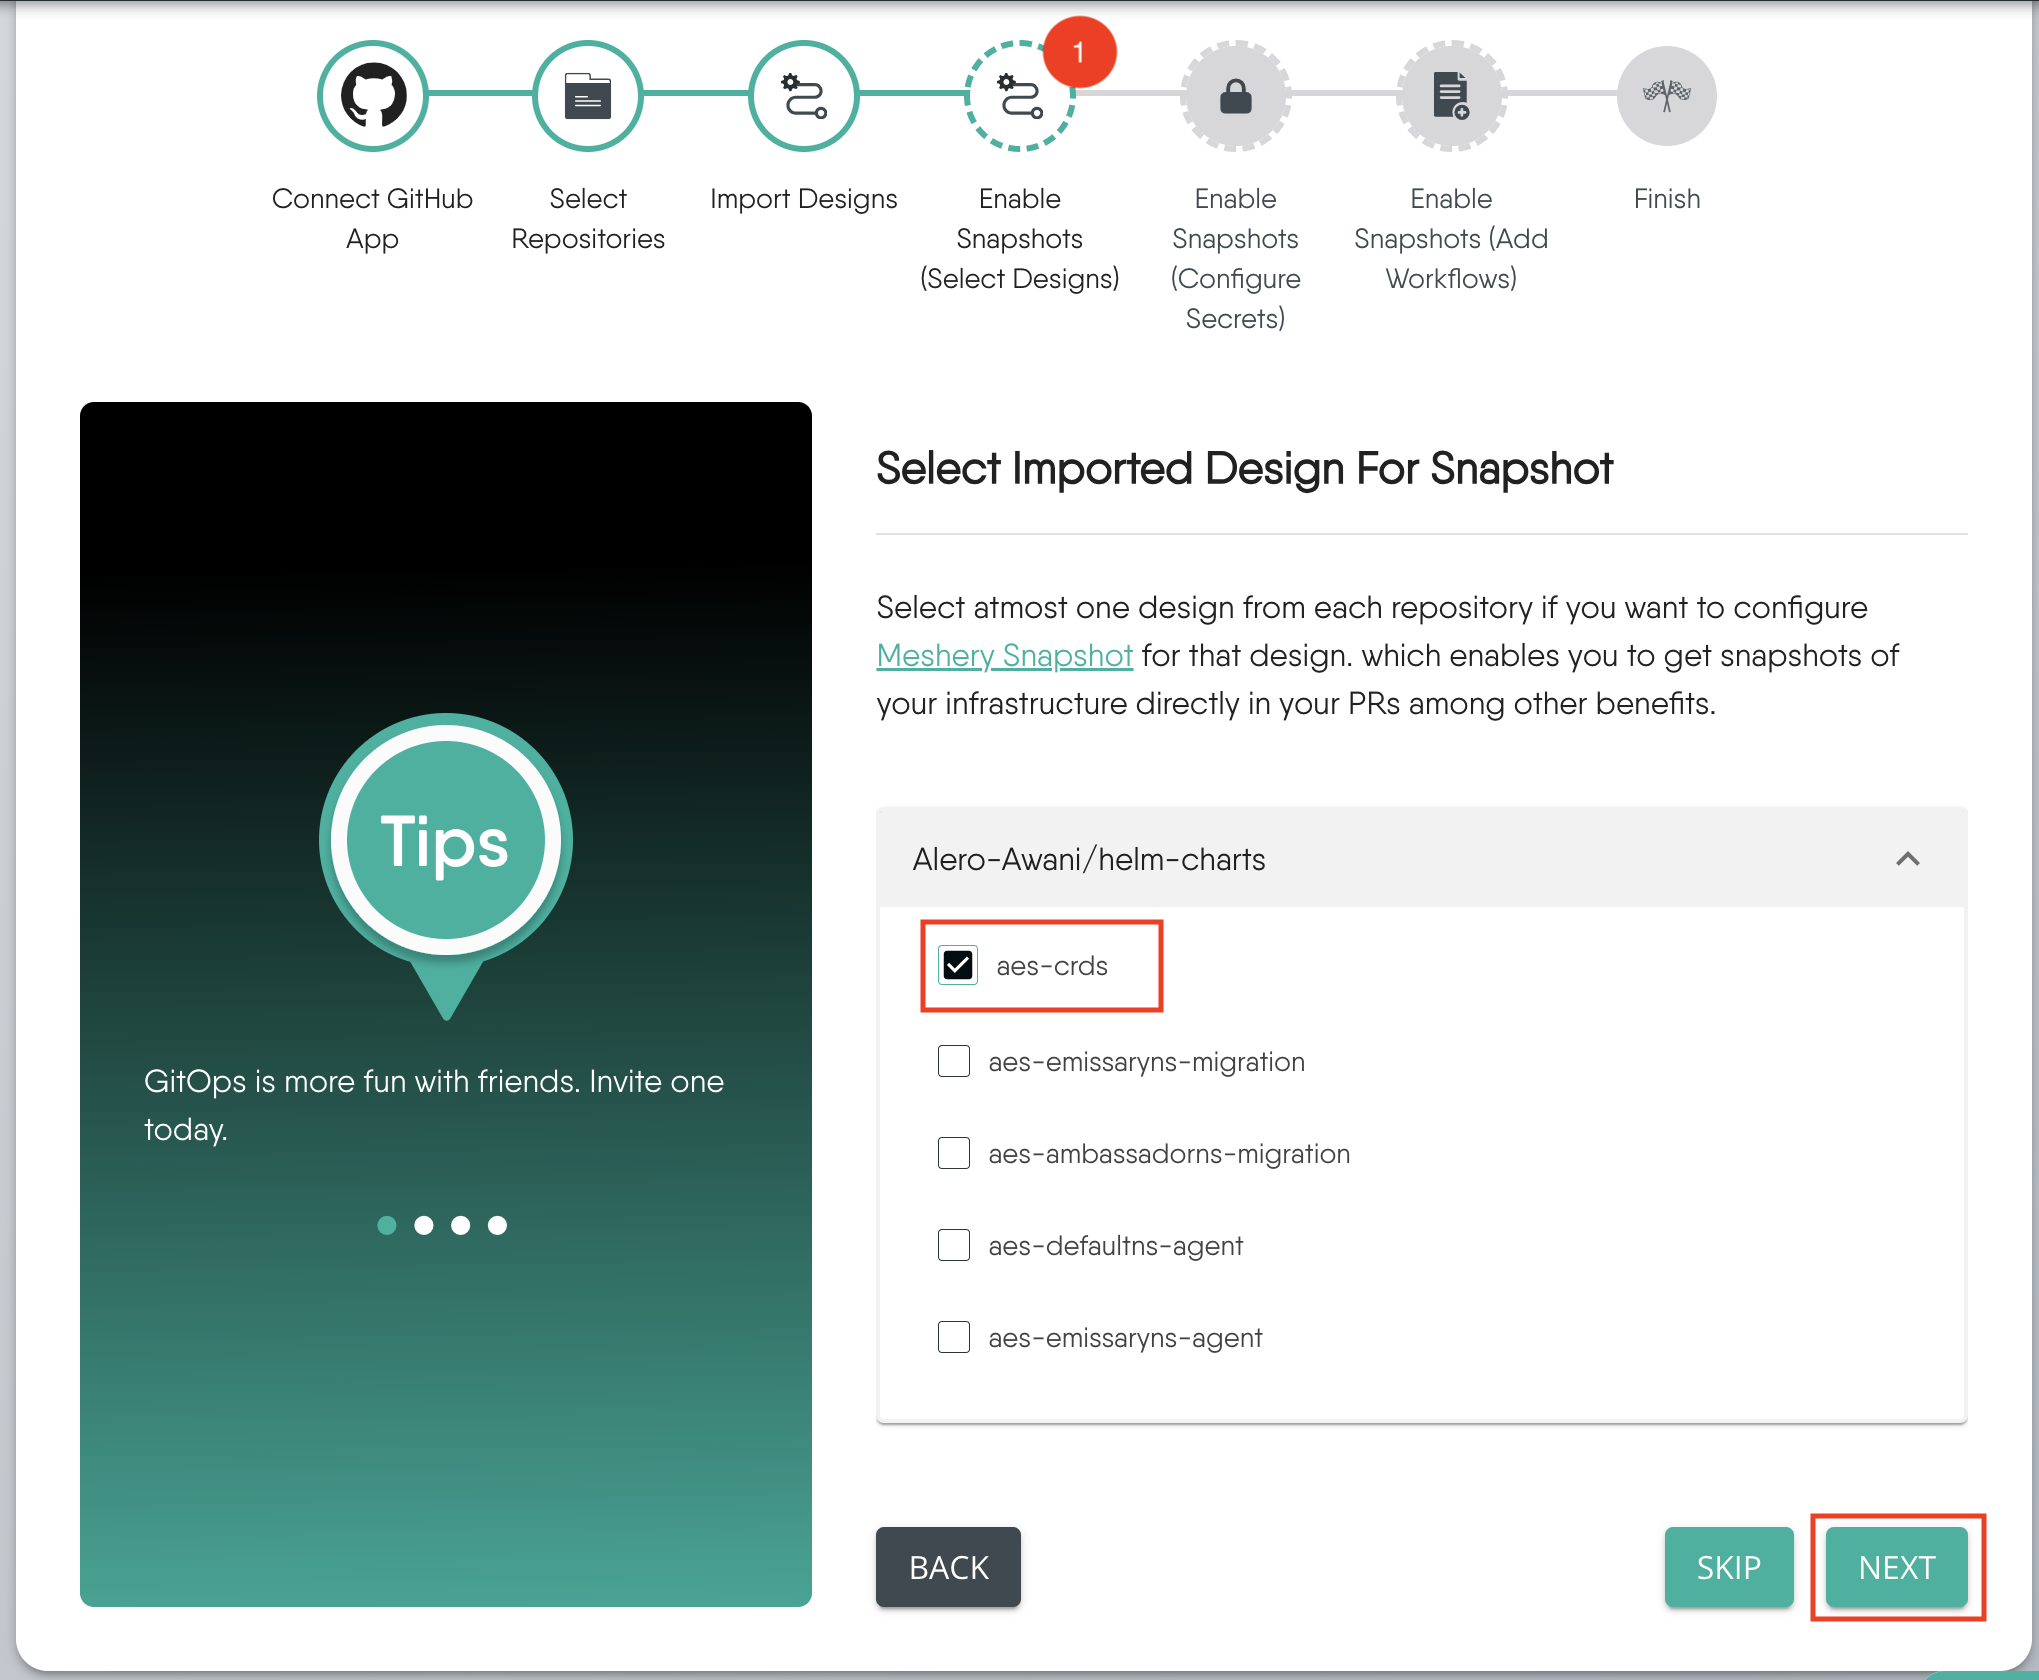 1
Connect GitHub
App
Select
Repositories
Import Designs
Enable
Snapshots
(Select Designs)
Enable
Snapshots
(Configure
Secrets)
Enable
Snapshots (Add
Workflows)
Finish
Tips
GitOps is more fun with friends. Invite one
today.
Select Imported Design For Snapshot
Select atmost one design from each repository if you want to configure
Meshery Snapshot for that design. which enables you to get snapshots of
your infrastructure directly in your PRs among other benefits.
Alero-Awani/helm-charts
aes-crds
aes-emissaryns-migration
aes-ambassadorns-migration
aes-defaultns-agent
aes-emissaryns-agent
BACK
SKIP
NEXT